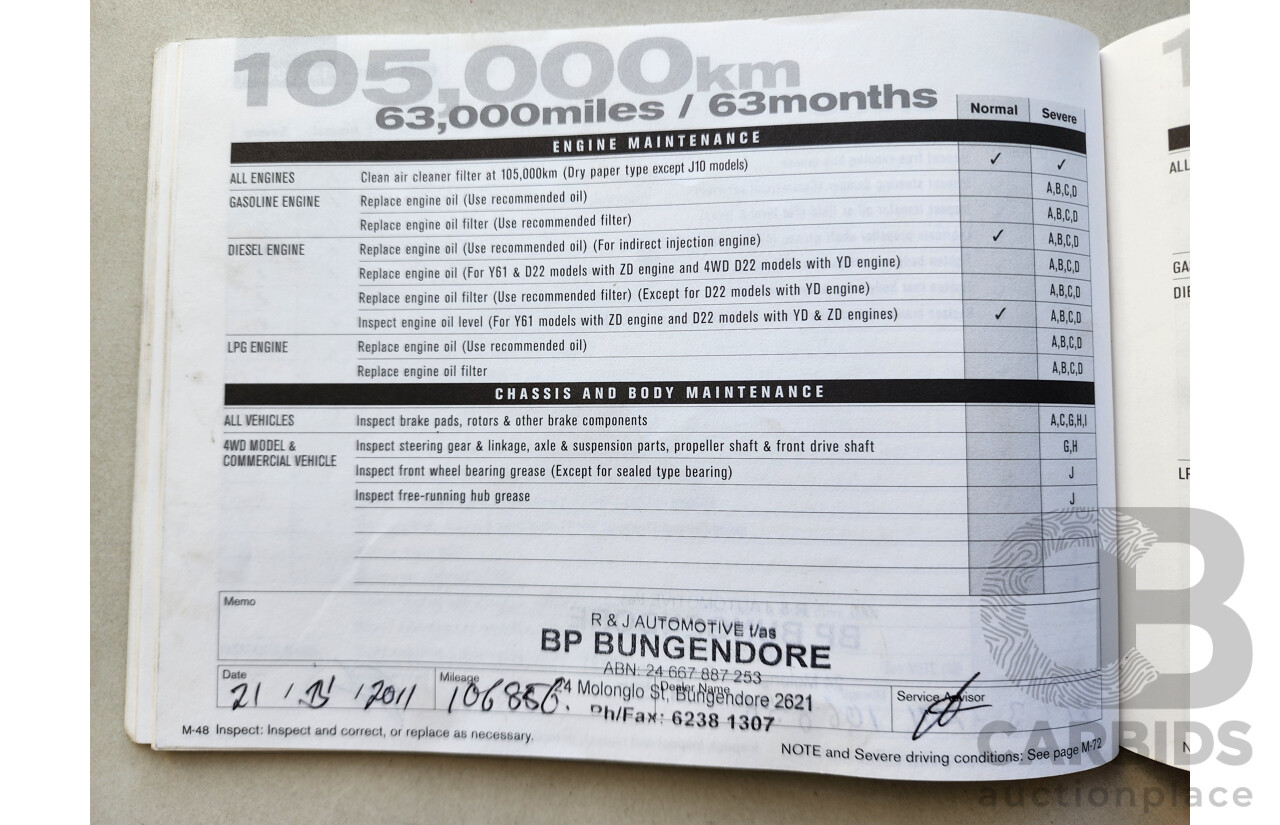 105,000km
63,000miles / 63months
Normal Severe
ENGINE MAINTENANCE
ALL ENGINES Clean air cleaner filter at 105,000km (Dry paper type except J10 models) ✓ ✓
GASOLINE ENGINE Replace engine oil (Use recommended oil) A,B,C,D
Replace engine oil filter (Use recommended filter) A,B,C,D
DIESEL ENGINE Replace engine oil (Use recommended oil) (For indirect injection engine) ✓ A,B,C,D
Replace engine oil (For Y61 & D22 models with ZD engine and 4WD D22 models with YD engine) A,B,C,D
Replace engine oil filter (Use recommended filter) (Except for D22 models with YD engine) A,B,C,D
Inspect engine oil level (For Y61 models with ZD engine and D22 models with YD & ZD engines) ✓ A,B,C,D
LPG ENGINE Replace engine oil (Use recommended oil) A,B,C,D
Replace engine oil filter A,B,C,D
CHASSIS AND BODY MAINTENANCE
ALL VEHICLES Inspect brake pads, rotors & other brake components A,C,G,H,I
4WD MODEL & Inspect steering gear & linkage, axle & suspension parts, propeller shaft & front drive shaft G,H
COMMERCIAL VEHICLE
Inspect front wheel bearing grease (Except for sealed type bearing) J
Inspect free-running hub grease J
Memo
R & J AUTOMOTIVE t/as
BP BUNGENDORE
ABN: 24 667 887 253
Date Mileage Dealer Name Service Advisor
21 / / 2011 106886.
24 Molonglo St, Bungendore 2621
Ph/Fax: 6238 1307
M-48 Inspect: Inspect and correct, or replace as necessary.
NOTE and Severe driving conditions: See page M-72
ALL
GA
DIE
LP
N
CARBIDS
auctionplace